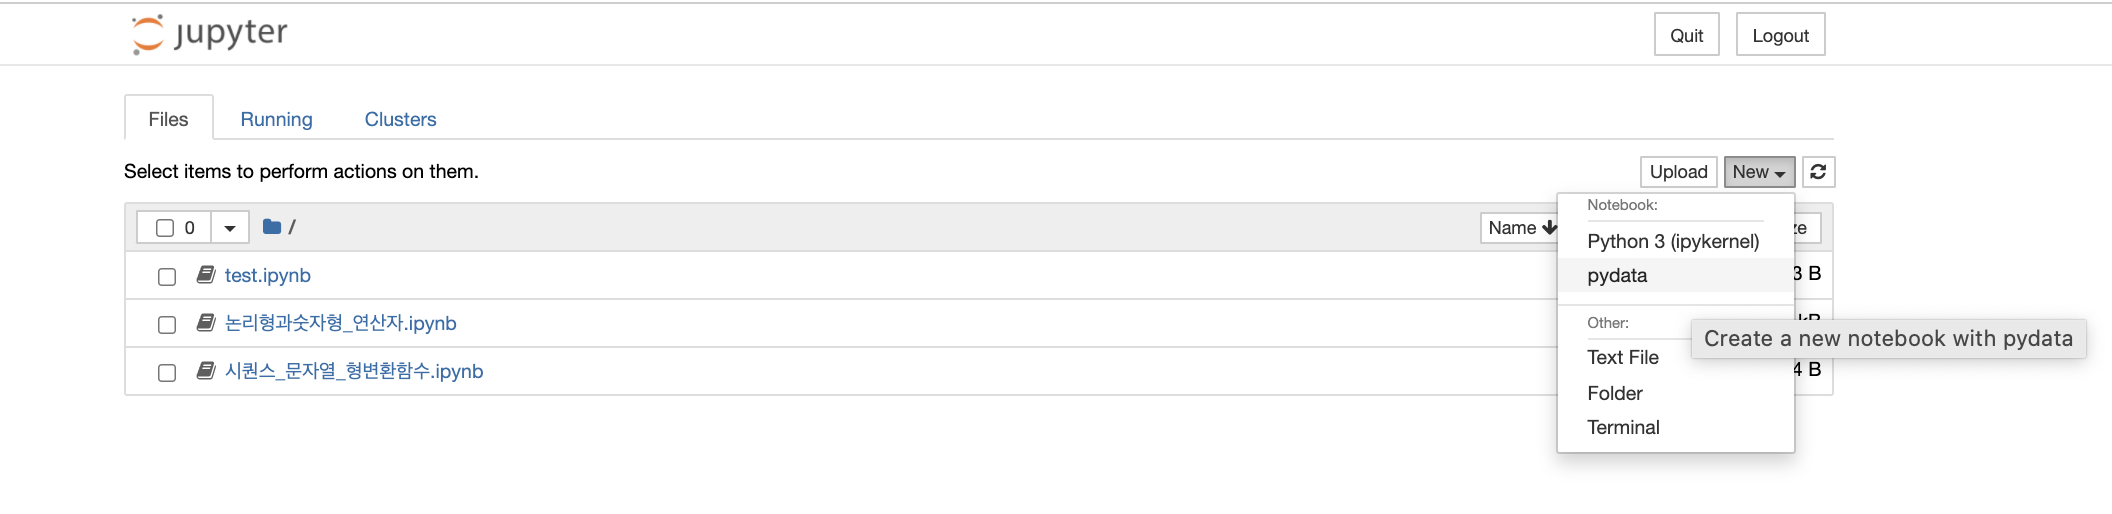 jupyter
Quit
Logout
Files
Running
Clusters
Select items to perform actions on them.
Upload
New
0
/
Name
Notebook:
Python 3 (ipykernel)
pydata
test.ipynb
3 B
논리형과숫자형_연산자.ipynb
Other:
Create a new notebook with pydata
Text File
시퀀스_문자열_형변환함수.ipynb
4 B
Folder
Terminal